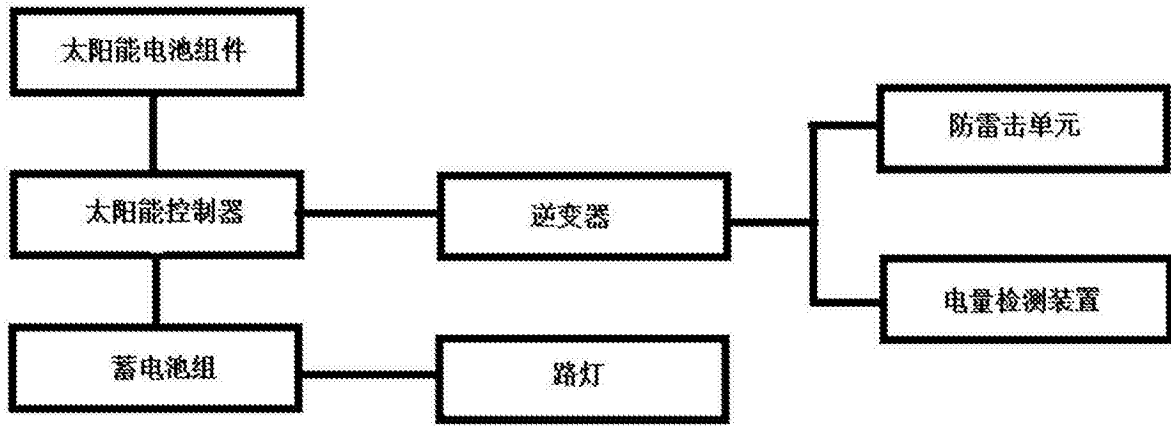 太阳能电池组件
防雷击单元
太阳能控制器
逆变器
电量检测装置
蓄电池组
路灯